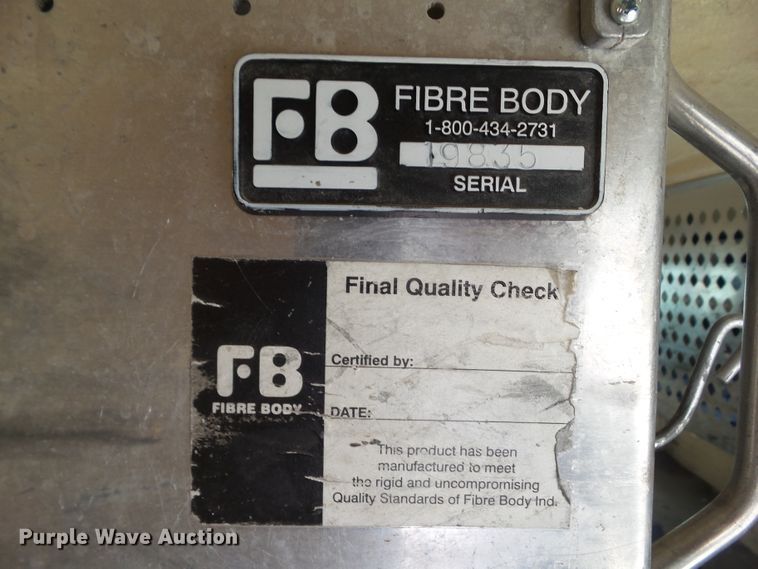 FB
FIBRE BODY
1-800-434-2731
19835
SERIAL
Final Quality Check
Certified by:
FB
FIBRE BODY
DATE:
This product has been
manufactured to meet
the rigid and uncompromising
Quality Standards of Fibre Body Ind.
Purple Wave Auction